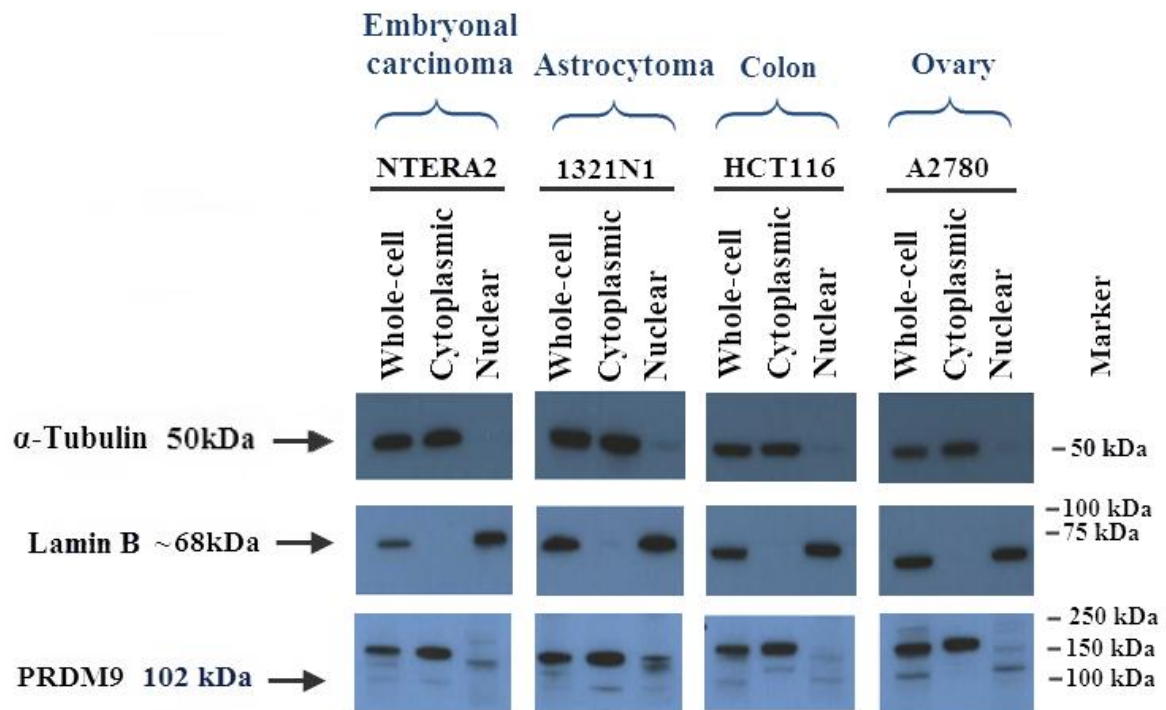 Embryonal
carcinoma
Astrocytoma
Colon
Ovary
NTERA2
1321N1
HCT116
A2780
Whole-cell
Cytoplasmic
Nuclear
Whole-cell
Cytoplasmic
Nuclear
Whole-cell
Cytoplasmic
Nuclear
Whole-cell
Cytoplasmic
Nuclear
Marker
α-Tubulin 50kDa
50 kDa
Lamin B ~68kDa
100 kDa
75 kDa
PRDM9 102 kDa
250 kDa
150 kDa
100 kDa